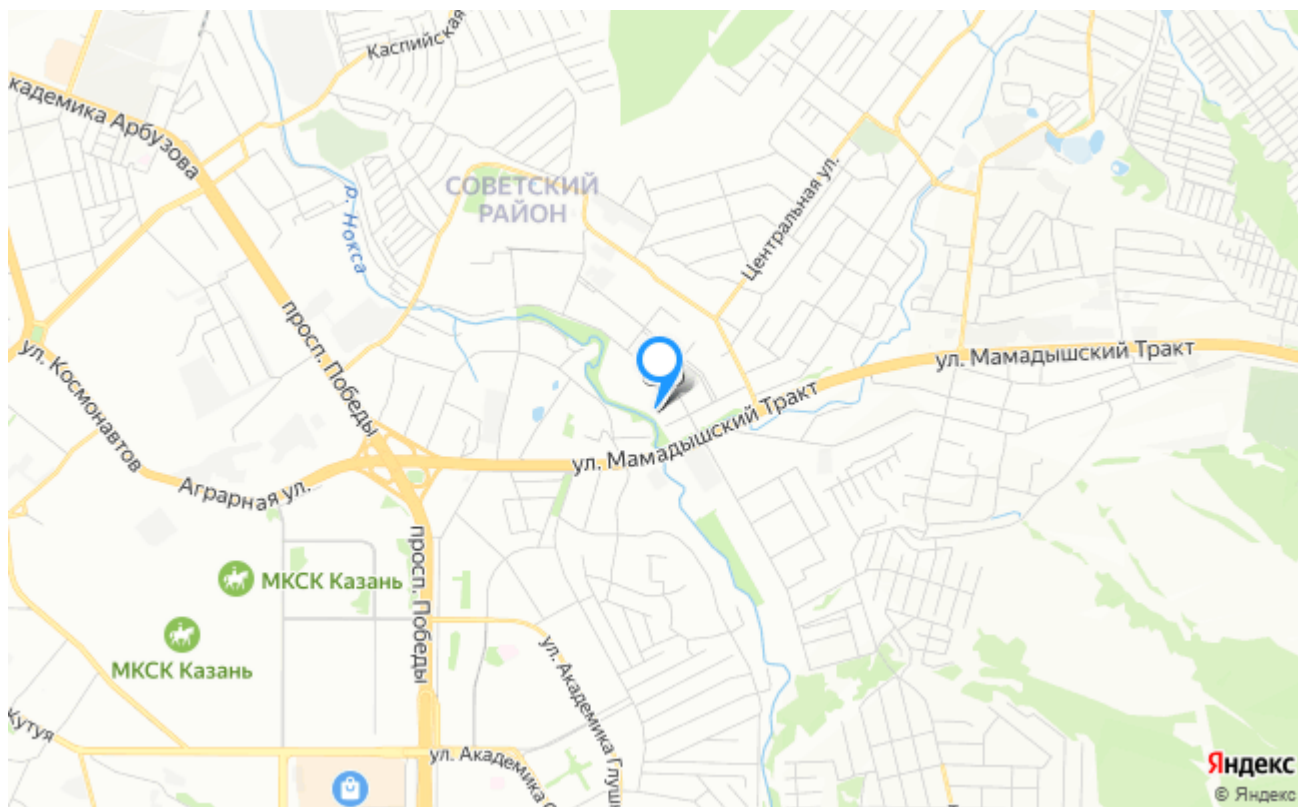 Каспийская
кадемика Арбузова
СОВЕТСКИЙ
РАЙОН
р. Нокса
Центральная ул.
просп. Победы
ул. Космонавтов
ул. Мамадышский Тракт
ул. Мамадышский Тракт
Аграрная ул.
просп. Победы
МКСК Казань
МКСК Казань
ул. Академика Глуш
Кутуя
ул. Академика
Яндекс
© Яндекс